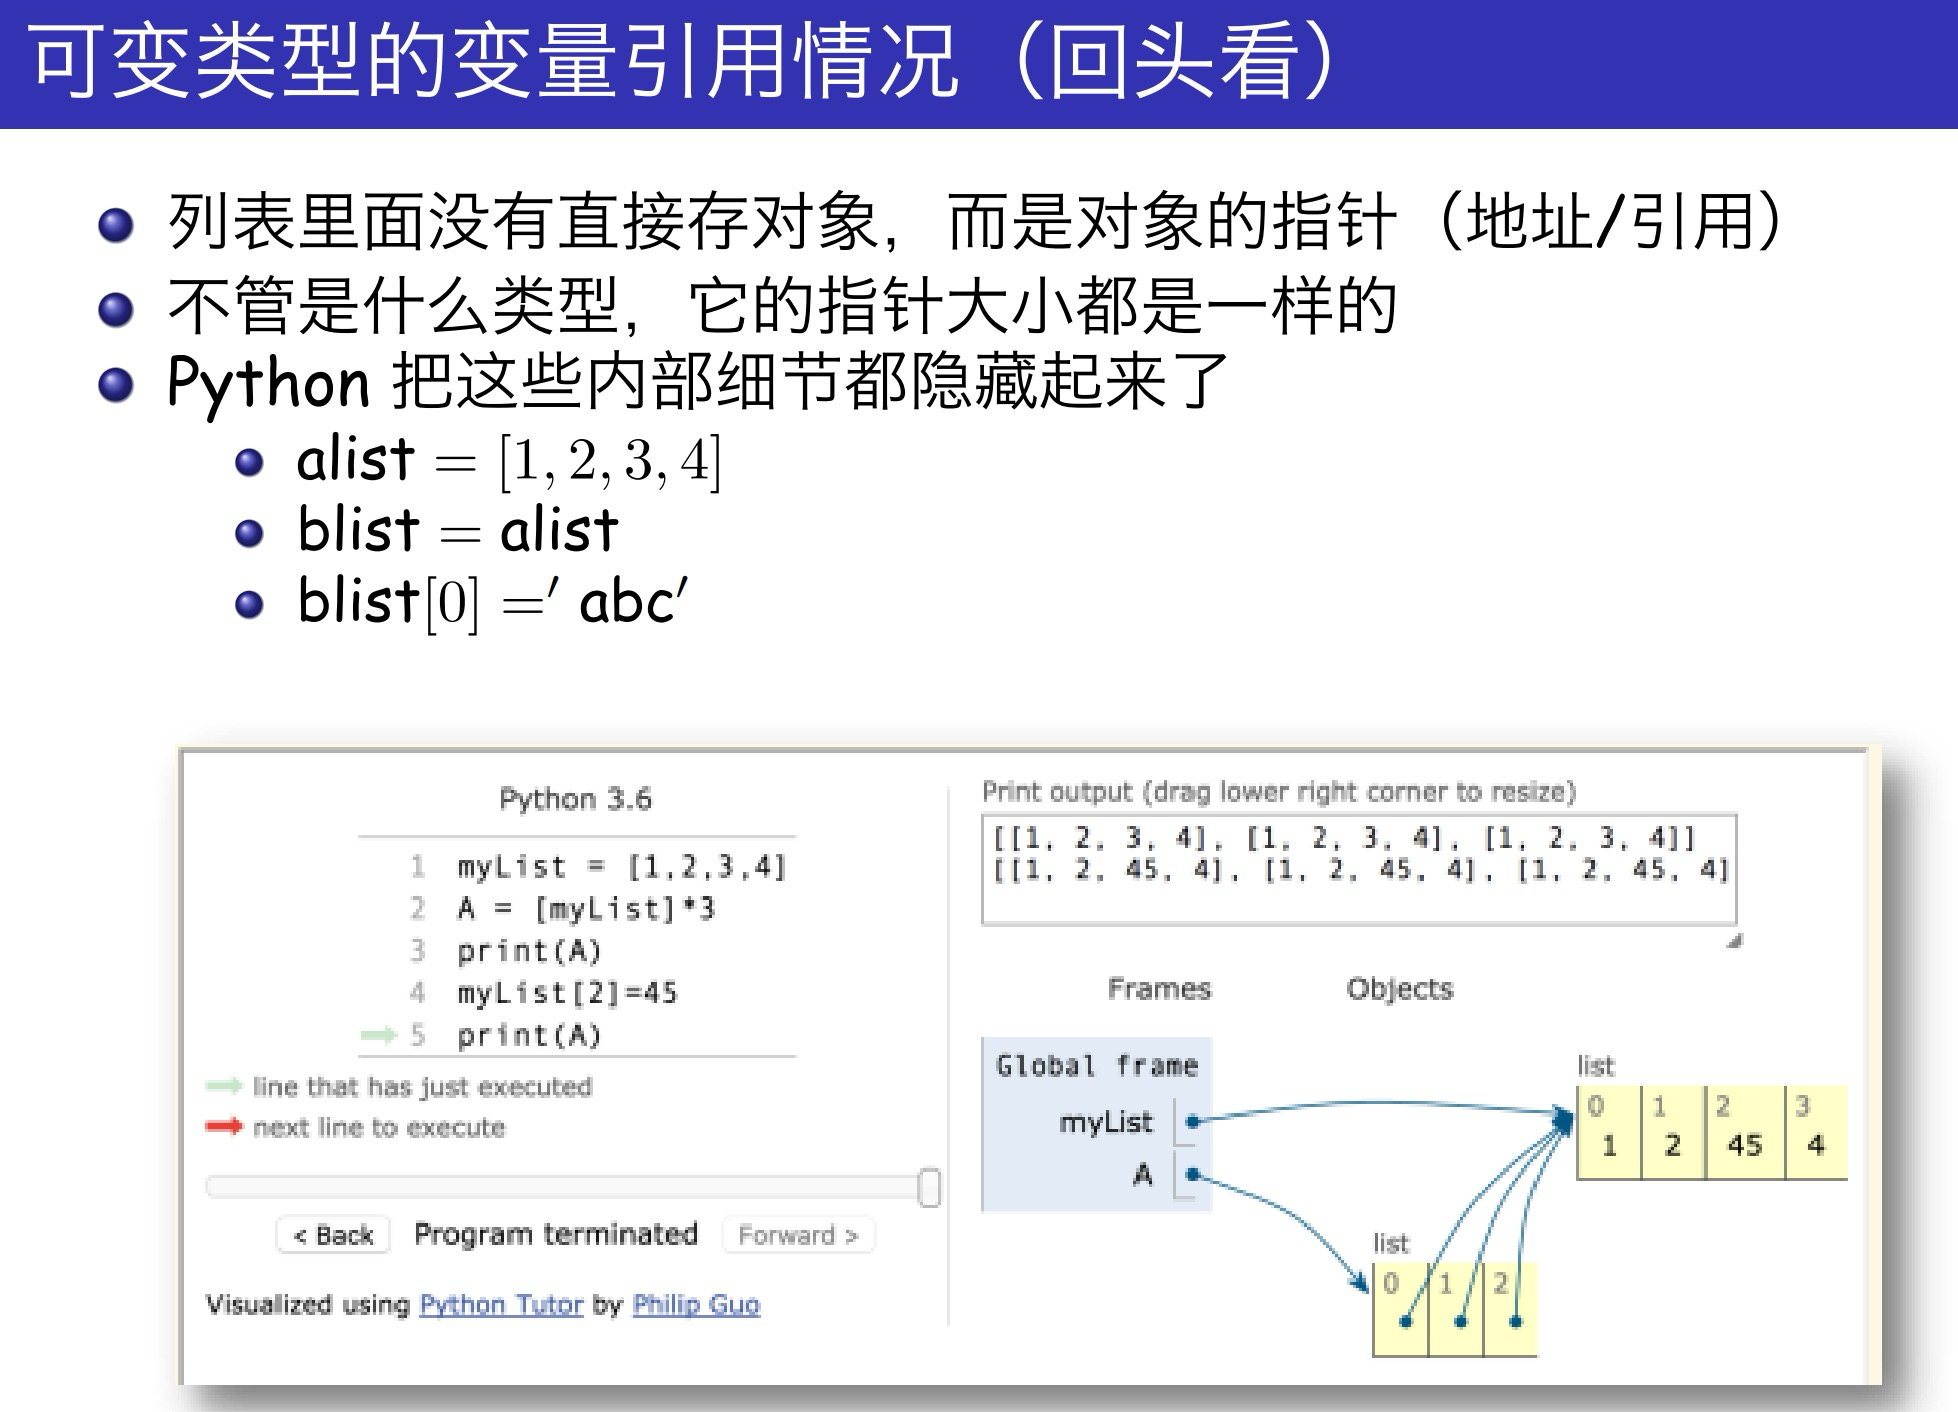 可变类型的变量引用情况（回头看）
列表里面没有直接存对象，而是对象的指针（地址/引用）
不管是什么类型，它的指针大小都是一样的
Python 把这些内部细节都隐藏起来了
alist = [1, 2, 3, 4]
blist = alist
blist[0] =′ abc′
Python 3.6
1 myList = [1,2,3,4]
2 A = [myList]*3
3 print(A)
4 myList[2]=45
5 print(A)
line that has just executed
next line to execute
< Back Program terminated Forward >
Visualized using Python Tutor by Philip Guo
Print output (drag lower right corner to resize)
[[1, 2, 3, 4], [1, 2, 3, 4], [1, 2, 3, 4]]
[[1, 2, 45, 4], [1, 2, 45, 4], [1, 2, 45, 4]
Frames Objects
Global frame
myList
A
list
0 1 2 3
1 2 45 4
list
0 1 2